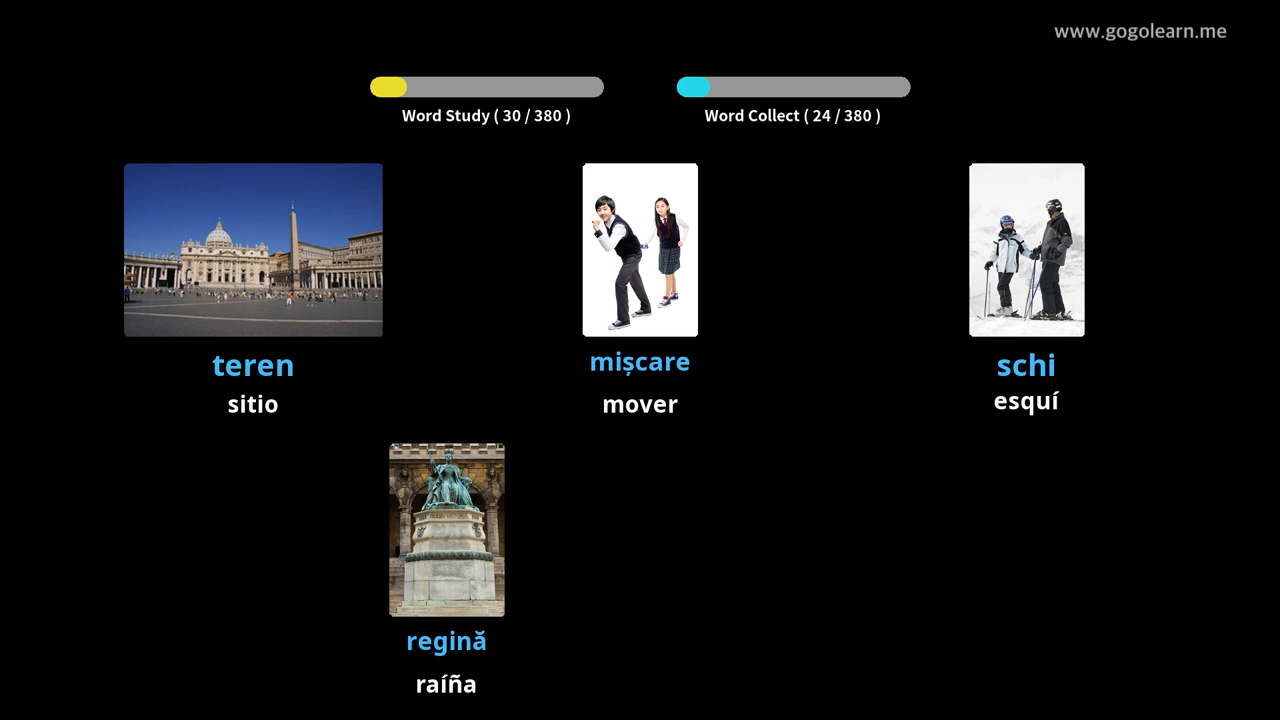 www.gogolearn.me
Word Study ( 30 / 380 )
Word Collect ( 24 / 380 )
teren
sitio
mișcare
mover
schi
esquí
regină
raíña